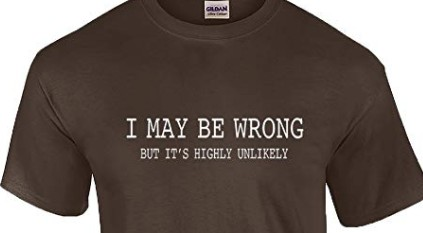 GILDAN
I MAY BE WRONG
BUT IT'S HIGHLY UNLIKELY